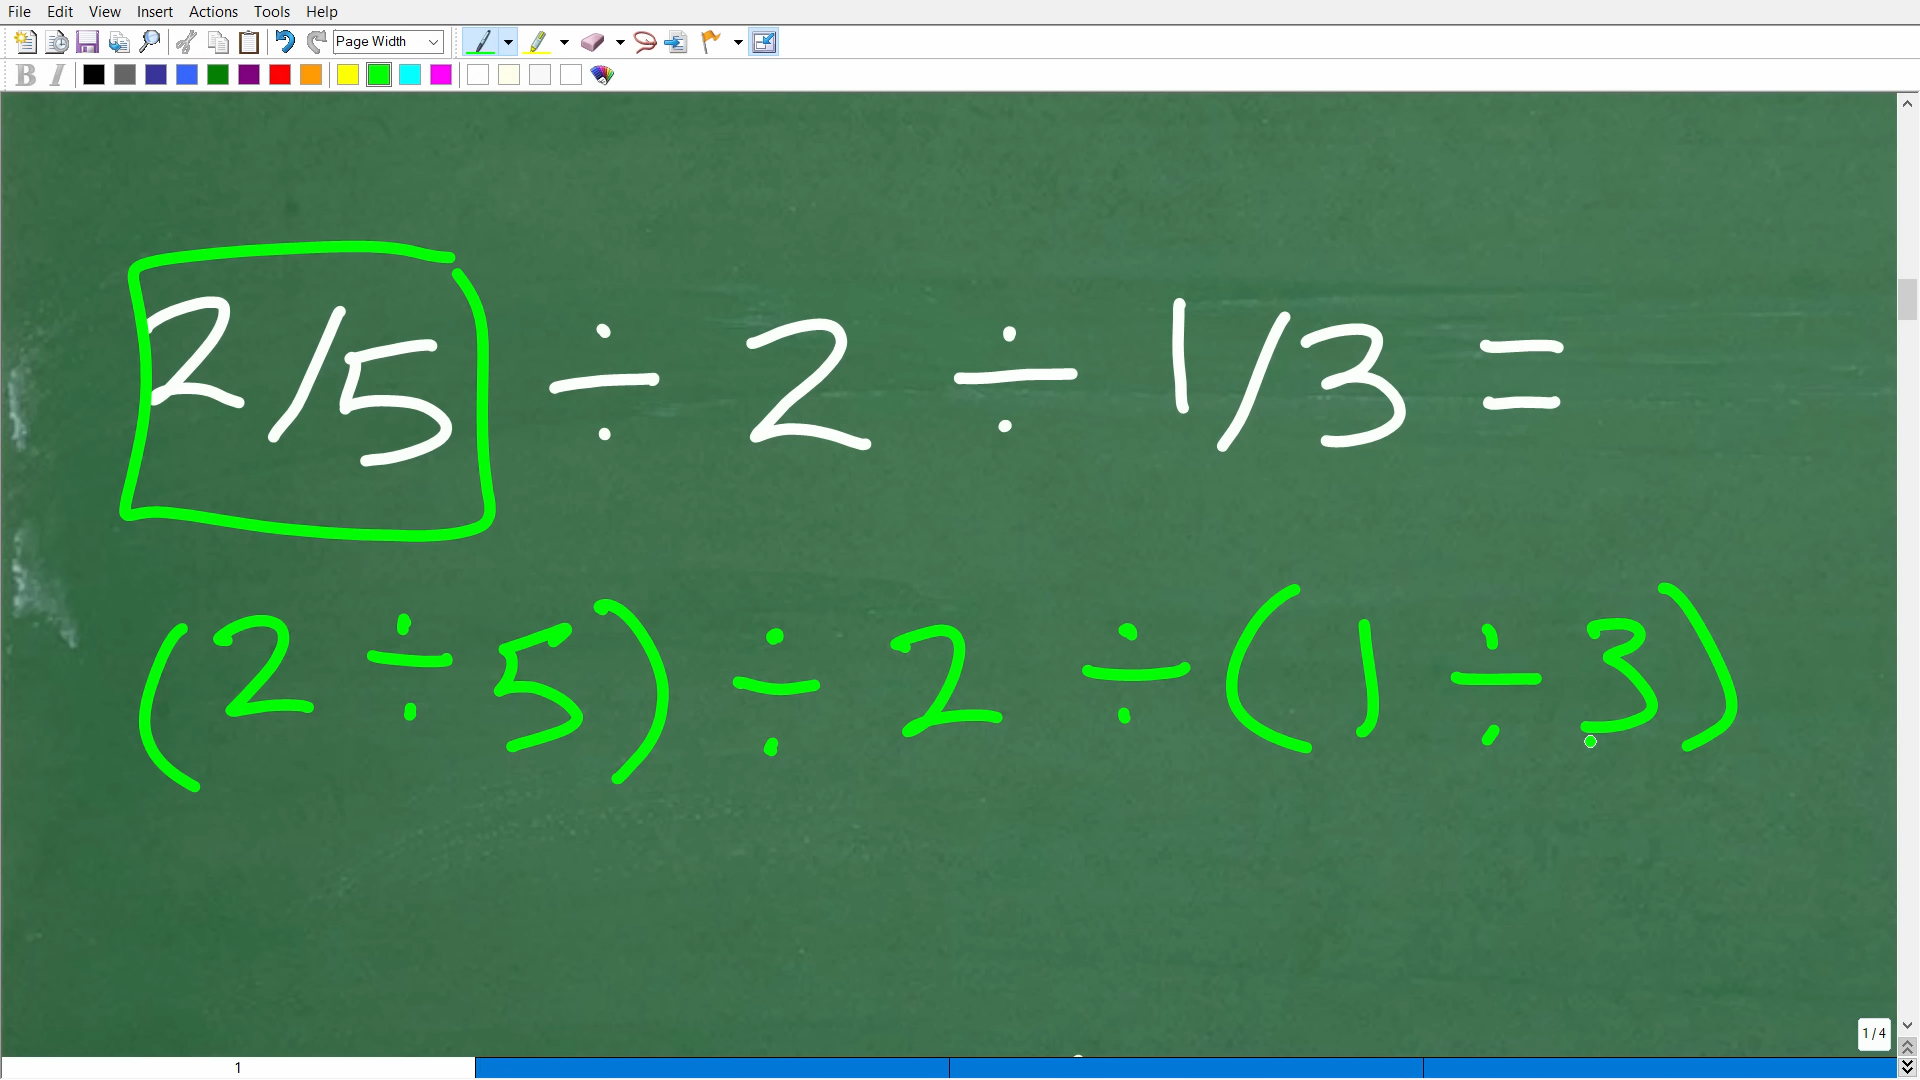 File Edit View Insert Actions Tools Help
Page Width
B I
2/5 ÷ 2 ÷ 1/3 =
(2 ÷ 5) ÷ 2 ÷ (1 ÷ 3)
1 / 4
1